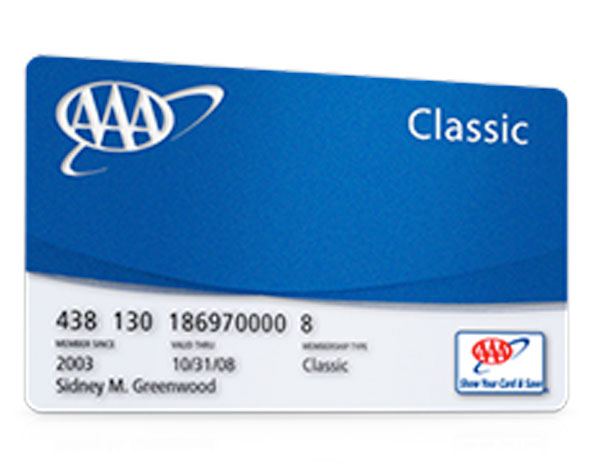 AAA
Classic
438 130 186970000 8
MEMBER SINCE VALID THRU MEMBERSHIP TYPE
2003 10/31/08 Classic
Sidney M. Greenwood
AAA
Show Your Card & Save